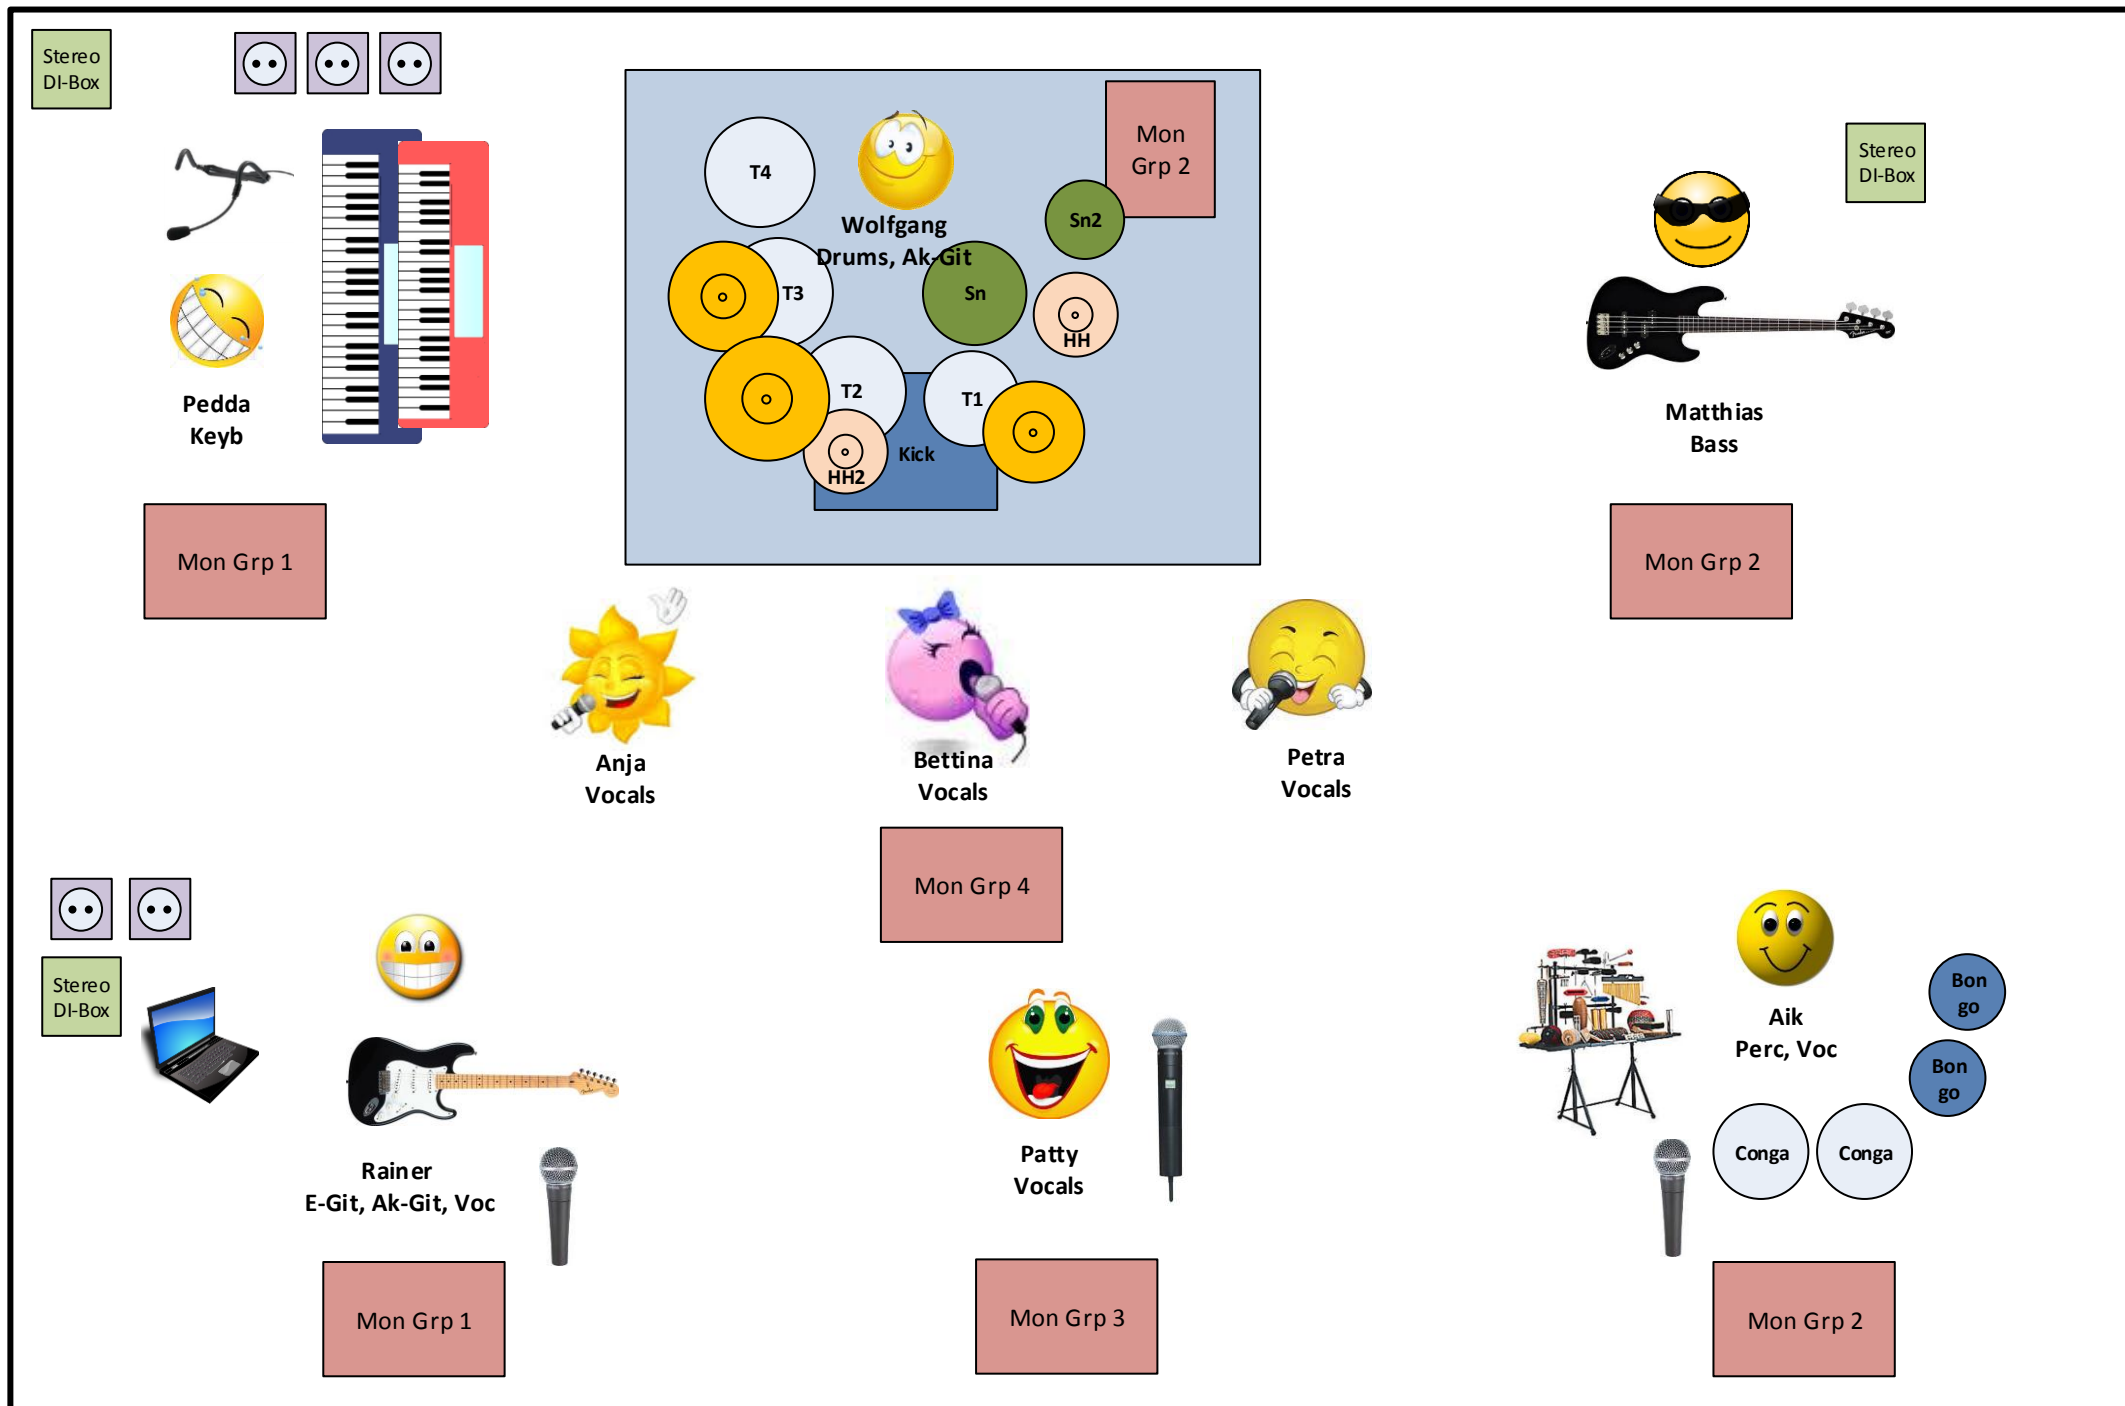 Stereo
DI-Box
Mon
Grp 2
T4
Wolfgang
Drums, Ak-Git
Sn2
Sn
T3
HH
T2
T1
Kick
HH2
Stereo
DI-Box
Pedda
Keyb
Matthias
Bass
Mon Grp 1
Mon Grp 2
Anja
Vocals
Bettina
Vocals
Petra
Vocals
Mon Grp 4
Stereo
DI-Box
Rainer
E-Git, Ak-Git, Voc
Patty
Vocals
Aik
Perc, Voc
Bon
go
Bon
go
Conga
Conga
Mon Grp 1
Mon Grp 3
Mon Grp 2